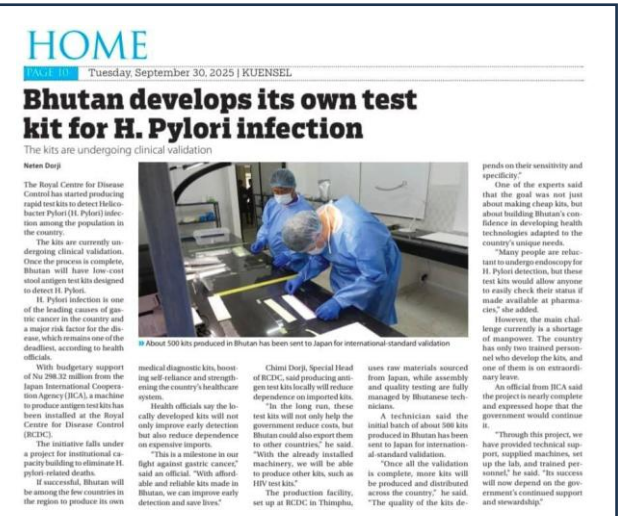 HOME
PAGE 10
Tuesday, September 30, 2025 | KUENSEL
Bhutan develops its own test
kit for H. Pylori infection
The kits are undergoing clinical validation
Neten Dorji
The Royal Centre for Disease
Control has started producing
rapid test kits to detect Helico-
bacter Pylori (H. Pylori) infec-
tion among the population in
the country.
The kits are currently un-
dergoing clinical validation.
Once the process is complete,
Bhutan will have low-cost
stool antigen test kits designed
to detect H. Pylori.
H. Pylori infection is one
of the leading causes of gas-
tric cancer in the country and
a major risk factor for the dis-
ease, which remains one of the
deadliest, according to health
officials.
With budgetary support
of Nu 298.32 million from the
Japan International Coopera-
tion Agency (JICA), a machine
to produce antigen test kits has
been installed at the Royal
Centre for Disease Control
(RCDC).
The initiative falls under
a project for institutional ca-
pacity building to eliminate H.
pylori-related deaths.
If successful, Bhutan will
be among the few countries in
the region to produce its own
About 500 kits produced in Bhutan has been sent to Japan for international-standard validation
medical diagnostic kits, boost-
ing self-reliance and strength-
ening the country's healthcare
system.
Health officials say the lo-
cally developed kits will not
only improve early detection
but also reduce dependence
on expensive imports.
"This is a milestone in our
fight against gastric cancer,"
said an official. "With afford-
able and reliable kits made in
Bhutan, we can improve early
detection and save lives."
Chimi Dorji, Special Head
of RCDC, said producing anti-
gen test kits locally will reduce
dependence on imported kits.
"In the long run, these
test kits will not only help the
government reduce costs, but
Bhutan could also export them
to other countries," he said.
"With the already installed
machinery, we will be able
to produce other kits, such as
HIV test kits."
The production facility,
set up at RCDC in Thimphu,
uses raw materials sourced
from Japan, while assembly
and quality testing are fully
managed by Bhutanese tech-
nicians.
A technician said the
initial batch of about 500 kits
produced in Bhutan has been
sent to Japan for internation-
al-standard validation.
"Once all the validation
is complete, more kits will
be produced and distributed
across the country," he said.
"The quality of the kits de-
pends on their sensitivity and
specificity."
One of the experts said
that the goal was not just
about making cheap kits, but
about building Bhutan's con-
fidence in developing health
technologies adapted to the
country's unique needs.
"Many people are reluc-
tant to undergo endoscopy for
H. Pylori detection, but these
test kits would allow anyone
to easily check their status if
made available at pharma-
cies," she added.
However, the main chal-
lenge currently is a shortage
of manpower. The country
has only two trained person-
nel who develop the kits, and
one of them is on extraordi-
nary leave.
An official from JICA said
the project is nearly complete
and expressed hope that the
government would continue
it.
"Through this project, we
have provided technical sup-
port, supplied machines, set
up the lab, and trained per-
sonnel," he said. "Its success
will now depend on the gov-
ernment's continued support
and stewardship."